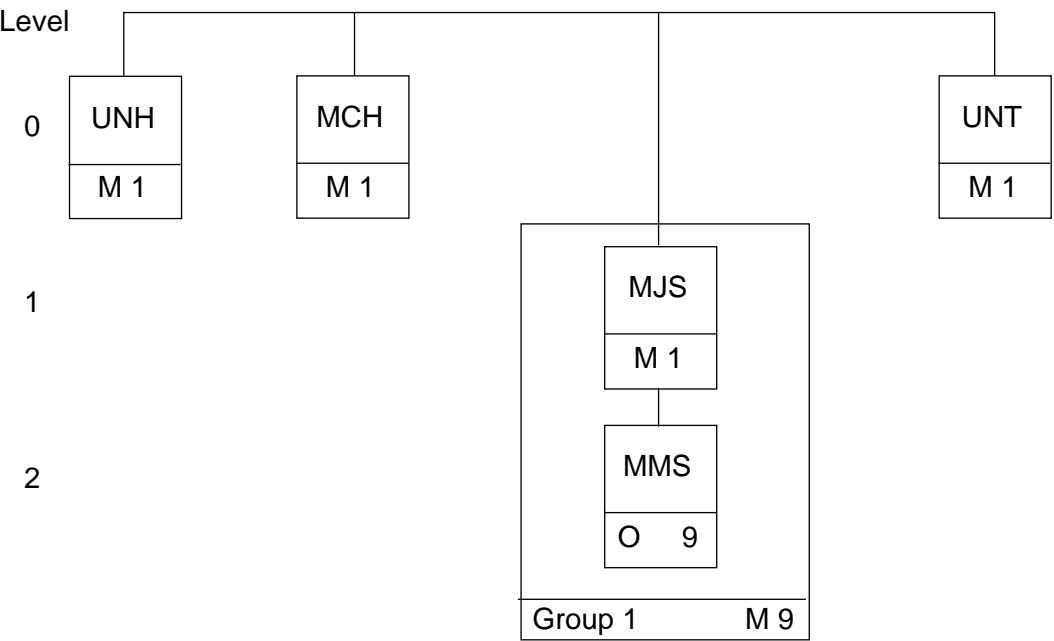 Level
0 UNH MCH UNT
M 1 M 1 M 1
1 MJS
M 1
2 MMS
O 9
Group 1 M 9